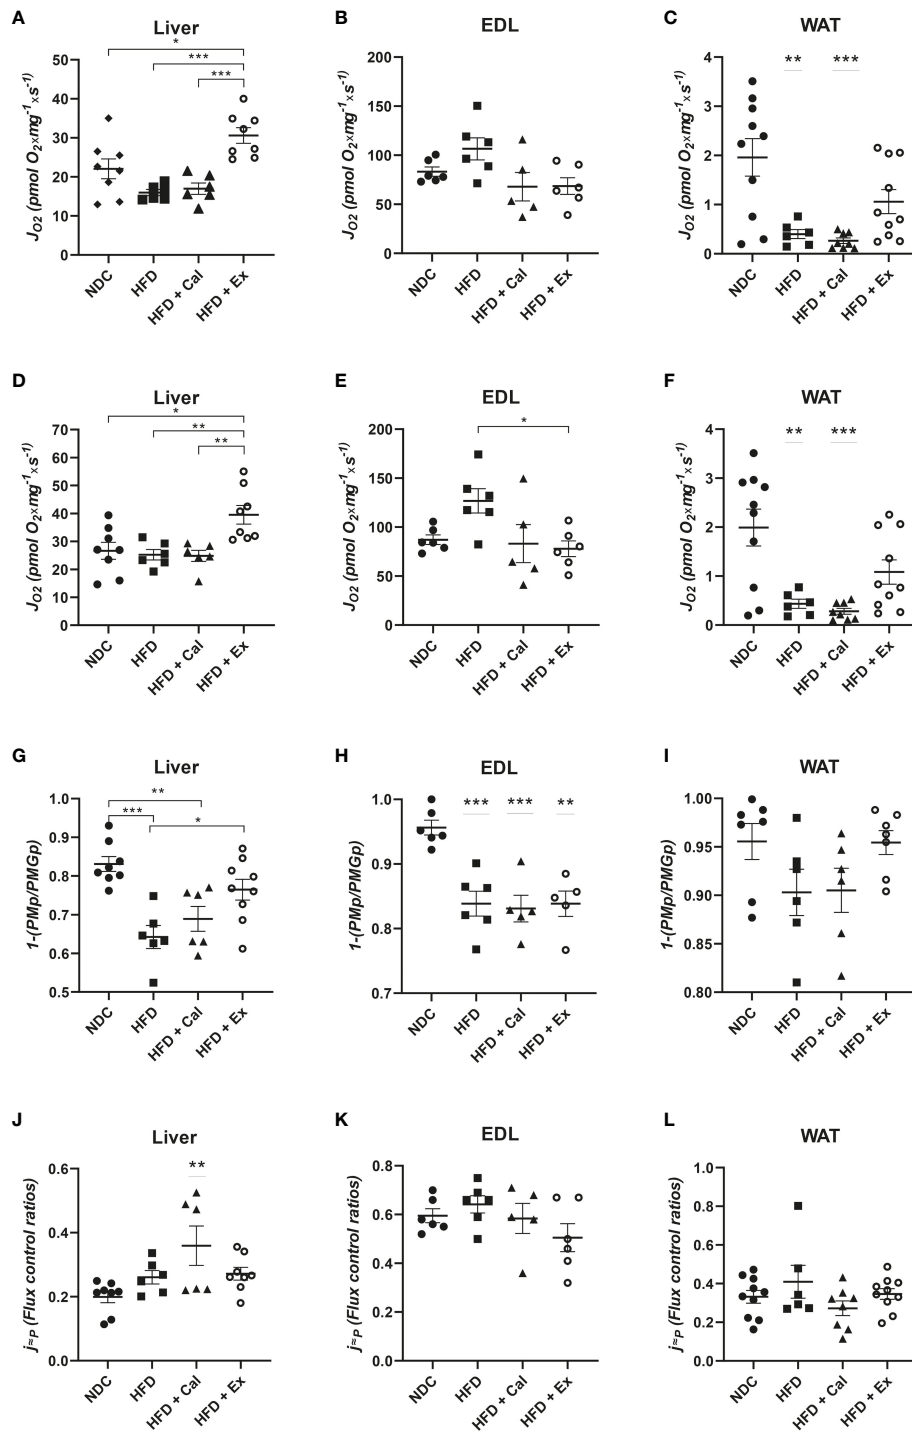 A
Liver
*
***
***
50
40
30
20
10
0
J_O2 (pmol O2×mg-1×s-1)
NDC
HFD
HFD + Cal
HFD + Ex
B
EDL
200
150
100
50
0
J_O2 (pmol O2×mg-1×s-1)
NDC
HFD
HFD + Cal
HFD + Ex
C
WAT
** ***
4
3
2
1
0
J_O2 (pmol O2×mg-1×s-1)
NDC
HFD
HFD + Cal
HFD + Ex
D
Liver
*
**
**
70
60
50
40
30
20
10
0
J_O2 (pmol O2×mg-1×s-1)
NDC
HFD
HFD + Cal
HFD + Ex
E
EDL
*
200
150
100
50
0
J_O2 (pmol O2×mg-1×s-1)
NDC
HFD
HFD + Cal
HFD + Ex
F
WAT
** ***
4
3
2
1
0
J_O2 (pmol O2×mg-1×s-1)
NDC
HFD
HFD + Cal
HFD + Ex
G
Liver
**
***
*
1.0
0.9
0.8
0.7
0.6
0.5
1-(PMp/PMGp)
NDC
HFD
HFD + Cal
HFD + Ex
H
EDL
*** *** **
1.0
0.9
0.8
0.7
1-(PMp/PMGp)
NDC
HFD
HFD + Cal
HFD + Ex
I
WAT
1.00
0.95
0.90
0.85
0.80
1-(PMp/PMGp)
NDC
HFD
HFD + Cal
HFD + Ex
J
Liver
**
0.6
0.4
0.2
0.0
j≈P (Flux control ratios)
NDC
HFD
HFD + Cal
HFD + Ex
K
EDL
0.8
0.6
0.4
0.2
0.0
j≈P (Flux control ratios)
NDC
HFD
HFD + Cal
HFD + Ex
L
WAT
1.0
0.8
0.6
0.4
0.2
0.0
j≈P (Flux control ratios)
NDC
HFD
HFD + Cal
HFD + Ex